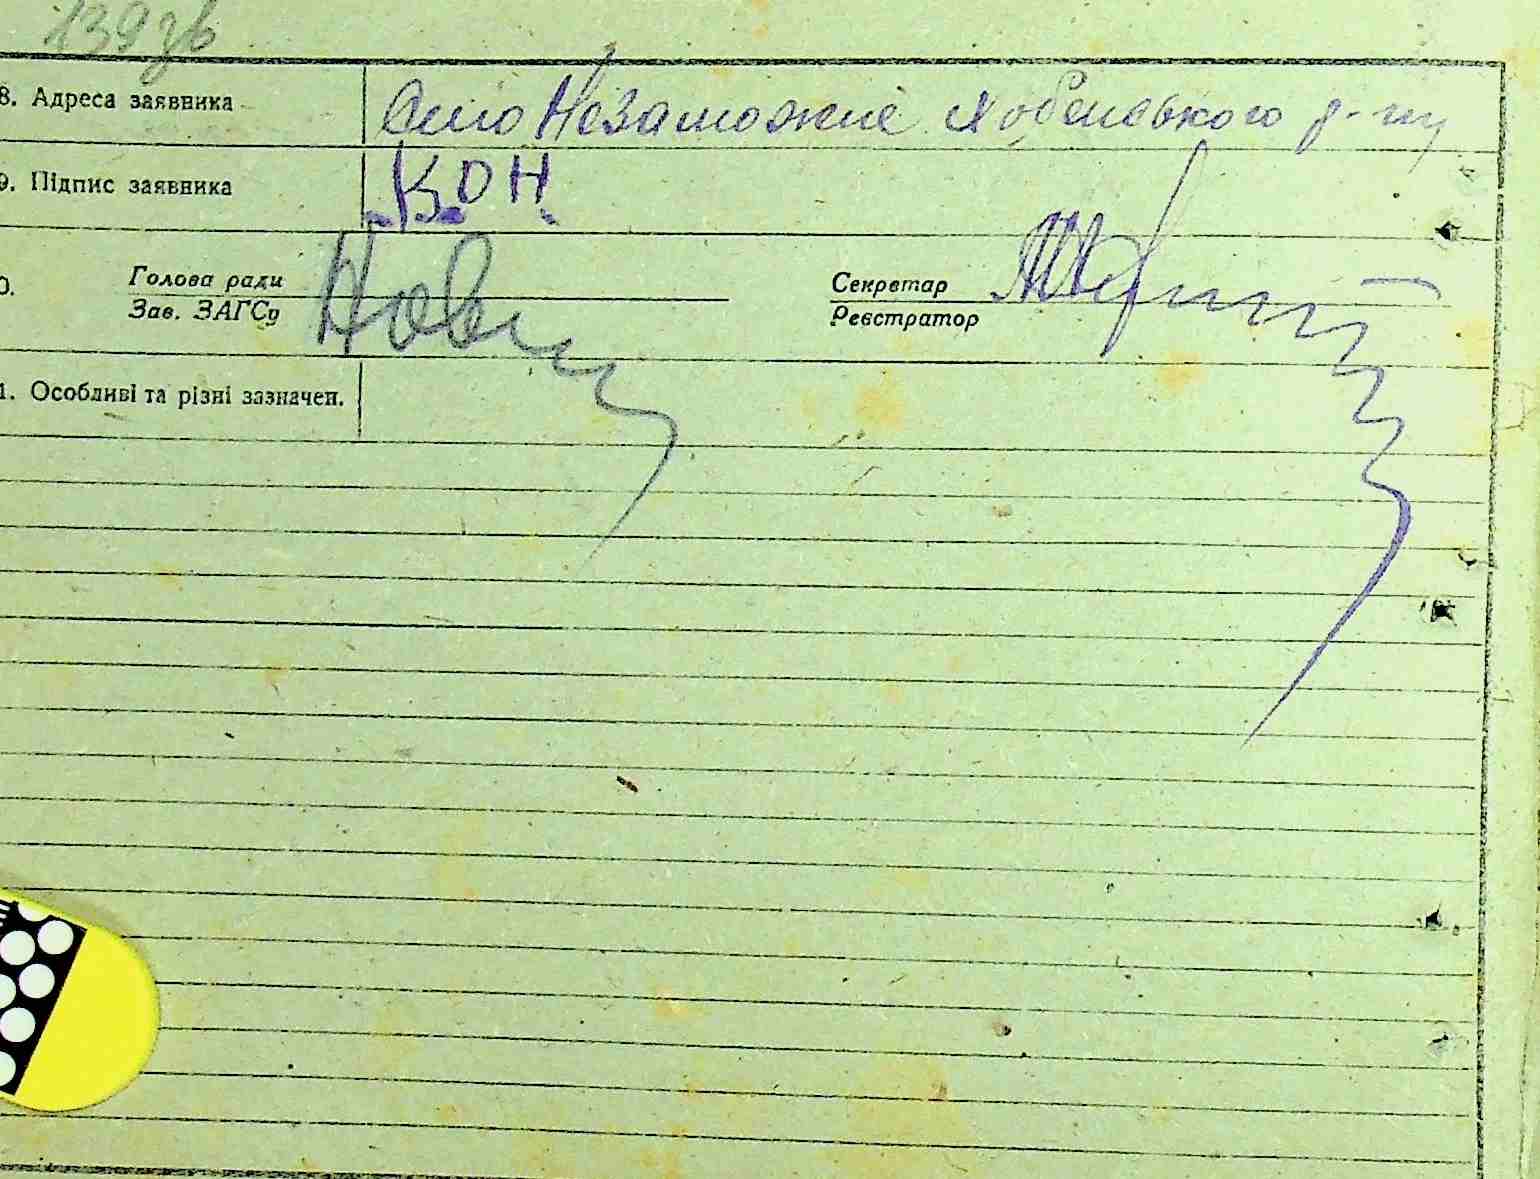 139зв
8. Адреса заявника Село Незаможне Хабенського р-ну
9. Підпис заявника КОН
0. Голова ради Секретар
Зав. ЗАГСу Реєстратор
1. Особливі та різні зазначен.